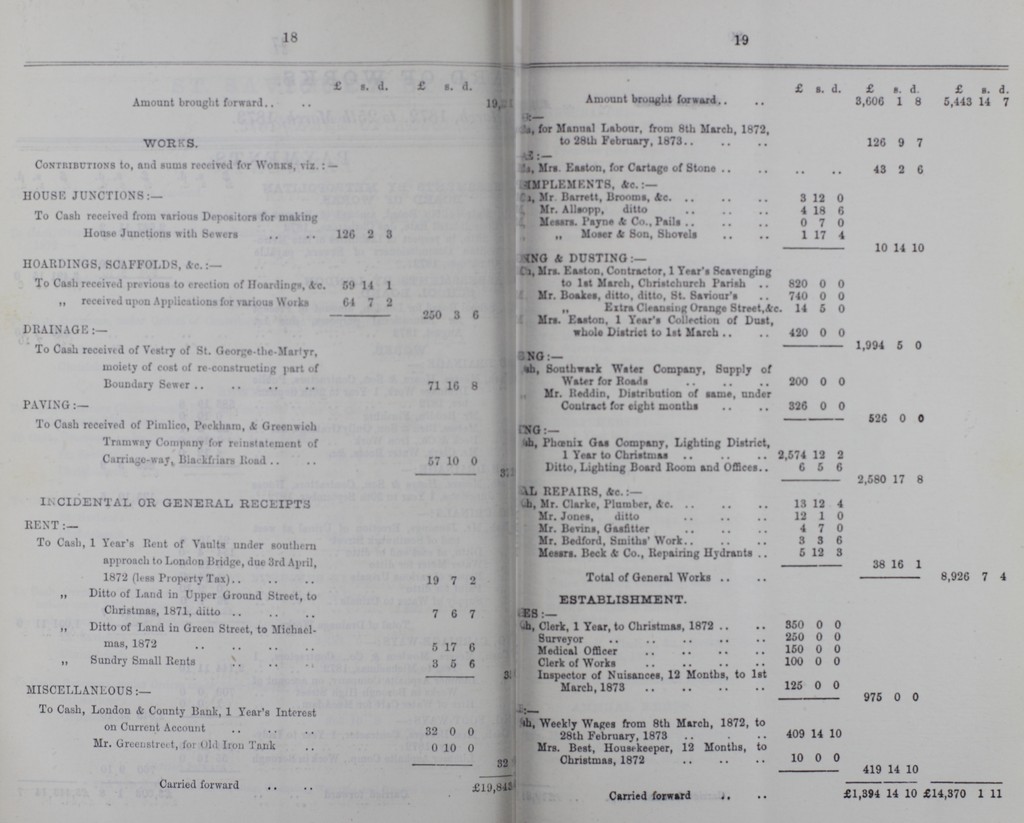 18
£ s. d. £ s. d.
Amount brought forward.. .. 19,
WORKS.
CONTRIBUTIONS to, and sums received for WORKS, viz.:—
HOUSE JUNCTIONS:—
To Cash received from various Depositors for making
House Junctions with Sewers .. .. 126 2 3
HOARDINGS, SCAFFOLDS, &c.:—
To Cash received previous to erection of Hoardings, &c. 59 14 1
,, received upon Applications for various Works 64 7 2
250 3 6
DRAINAGE:—
To Cash received of Vestry of St. George-the-Martyr,
moiety of cost of re-constructing part of
Boundary Sewer .. .. .. .. 71 16 8
PAVING:—
To Cash received of Pimlico, Peckham, & Greenwich
Tramway Company for reinstatement of
Carriage-way, Blackfriars Road .. .. 57 10 0
37
INCIDENTAL OR GENERAL RECEIPTS
RENT:—
To Cash, 1 Year's Rent of Vaults under southern
approach to London Bridge, due 3rd April,
1872 (less Property Tax).. .. .. 19 7 2
,, Ditto of Land in Upper Ground Street, to
Christmas, 1871, ditto .. .. .. 7 6 7
,, Ditto of Land in Green Street, to Michael-
mas, 1872 .. .. .. .. 5 17 6
,, Sundry Small Rents .. .. .. 3 5 6
3
MISCELLANEOUS:—
To Cash, London & County Bank, 1 Year's Interest
on Current Account .. .. .. 32 0 0
Mr. Greenstreet, for Old Iron Tank .. 0 10 0
32
Carried forward .. .. £19,845
19
£ s. d. £ s. d. £ s. d.
Amount brought forward.. .. 3,606 1 8 5,443 14 7
for Manual Labour, from 8th March, 1872,
to 28th February, 1873.. .. .. 126 9 7
Mrs. Easton, for Cartage of Stone .. .. .. .. 43 2 6
IMPLEMENTS, &c.:—
Mr. Barrett, Brooms, &c. .. .. .. 3 12 0
Mr. Allsopp, ditto .. .. .. 4 18 6
Messrs. Payne & Co., Pails .. .. .. 0 7 0
,, Moser & Son, Shovels .. .. 1 17 4
10 14 10
ING & DUSTING:—
Mrs. Easton, Contractor, 1 Year's Scavenging
to 1st March, Christchurch Parish .. 820 0 0
Mr. Boakes, ditto, ditto, St. Saviour's .. 740 0 0
,, Extra Cleansing Orange Street, &c. 14 5 0
Mrs. Easton, 1 Year's Collection of Dust,
whole District to 1st March .. .. 420 0 0
1,994 5 0
ING:—
sh, Southwark Water Company, Supply of
Water for Roads .. .. .. 200 0 0
,, Mr. Reddin, Distribution of same, under
Contract for eight months .. .. 326 0 0
526 0 0
ING:—
sh, Phœnix Gas Company, Lighting District,
1 Year to Christmas .. .. .. 2,574 12 2
Ditto, Lighting Board Room and Offices.. 6 5 6
2,580 17 8
AL REPAIRS, &c.:—
sh, Mr. Clarke, Plumber, &c. .. .. .. 13 12 4
Mr. Jones, ditto .. .. .. 12 1 0
Mr. Bevins, Gasfitter .. .. .. 4 7 0
Mr. Bedford, Smiths' Work.. .. .. 3 3 6
Messrs. Beck & Co., Repairing Hydrants .. 5 12 3
38 16 1
Total of General Works .. .. 8,926 7 4
ESTABLISHMENT.
ES:—
sh, Clerk, 1 Year, to Christmas, 1872 .. .. 350 0 0
Surveyor .. .. .. .. .. 250 0 0
Medical Officer .. .. .. .. 150 0 0
Clerk of Works .. .. .. .. 100 0 0
Inspector of Nuisances, 12 Months, to 1st
March, 1873 .. .. .. .. 125 0 0
975 0 0
sh, Weekly Wages from 8th March, 1872, to
28th February, 1873 .. .. .. 409 14 10
Mrs. Best, Housekeeper, 12 Months, to
Christmas, 1872 .. .. .. 10 0 0
419 14 10
Carried forward .. .. £1,394 14 10 £14,370 1 11